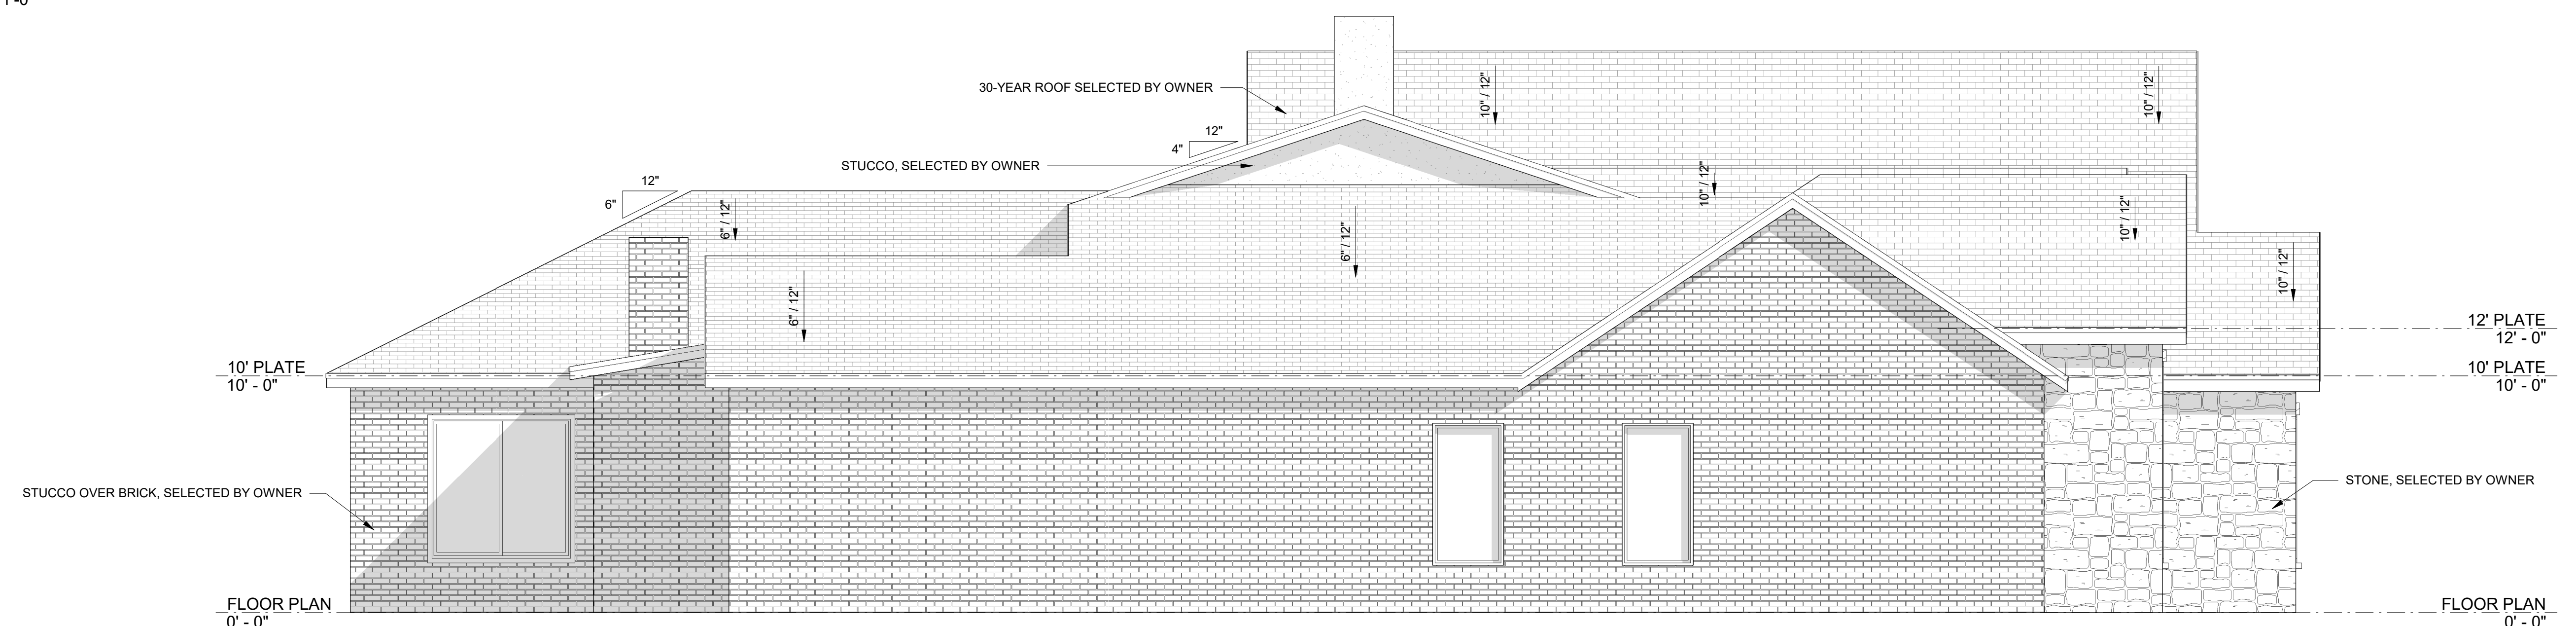 1'-0"
30-YEAR ROOF SELECTED BY OWNER
10" / 12"
10" / 12"
12"
4"
STUCCO, SELECTED BY OWNER
10" / 12"
12"
6"
6" / 12"
6" / 12"
10" / 12"
10" / 12"
6" / 12"
12' PLATE
12' - 0"
10' PLATE
10' - 0"
10' PLATE
10' - 0"
STUCCO OVER BRICK, SELECTED BY OWNER
STONE, SELECTED BY OWNER
FLOOR PLAN
0' - 0"
FLOOR PLAN
0' - 0"